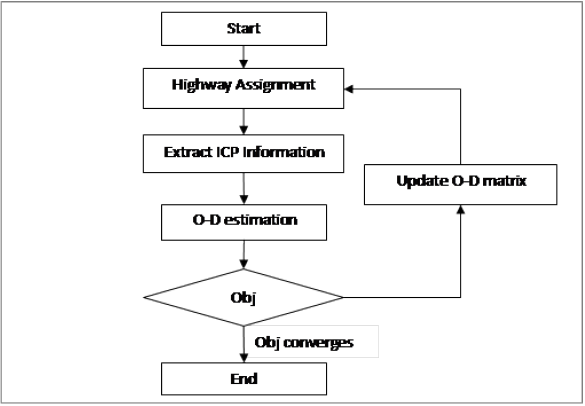 Start
Highway Assignment
Extract ICP Information
Update O-D matrix
O-D estimation
Obj
Obj converges
End